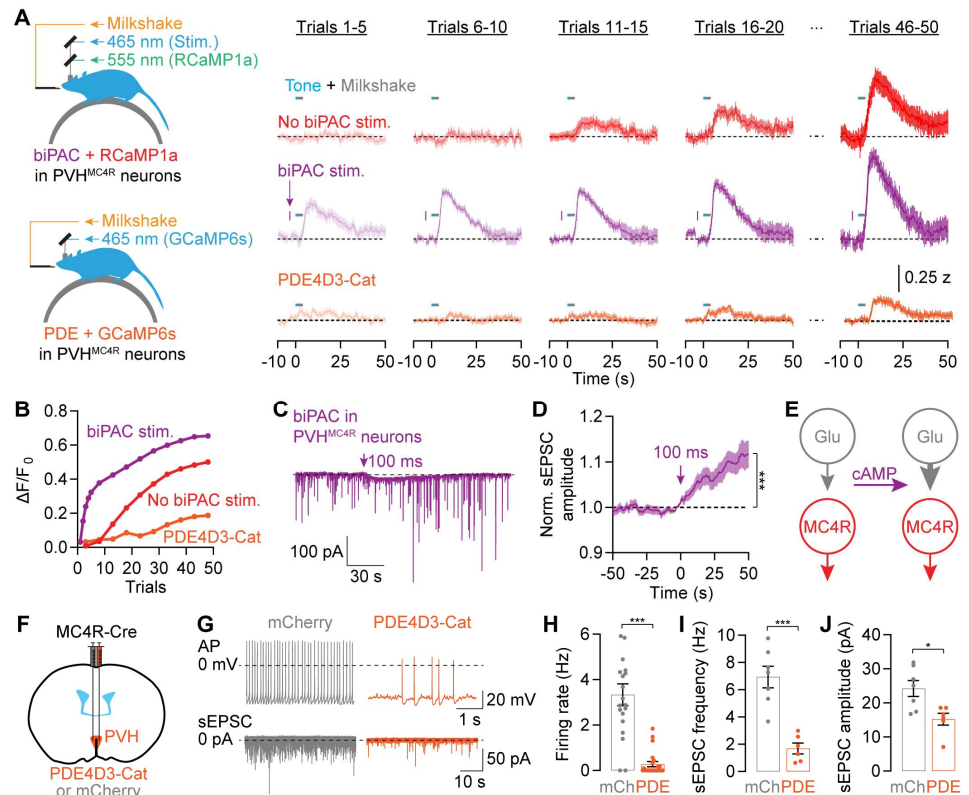 A
Milkshake
465 nm (Stim.)
555 nm (RCaMP1a)
biPAC + RCaMP1a
in PVHMC4R neurons
Milkshake
465 nm (GCaMP6s)
PDE + GCaMP6s
in PVHMC4R neurons
Trials 1-5 Trials 6-10 Trials 11-15 Trials 16-20 ... Trials 46-50
Tone + Milkshake
No biPAC stim.
biPAC stim.
PDE4D3-Cat
0.25 z
-10 0 25 50 -10 0 25 50 -10 0 25 50 -10 0 25 50 -10 0 25 50
Time (s)
B
ΔF/F0
0.8
0.6
0.4
0.2
0.0
biPAC stim.
No biPAC stim.
PDE4D3-Cat
0 10 20 30 40 50
Trials
C
biPAC in
PVHMC4R neurons
100 ms
100 pA
30 s
D
Norm. sEPSC
amplitude
1.2
1.1
1.0
0.9
100 ms
***
-50 -25 0 25 50
Time (s)
E
Glu Glu
cAMP
MC4R MC4R
F
MC4R-Cre
PVH
PDE4D3-Cat
or mCherry
G
mCherry PDE4D3-Cat
AP
0 mV
20 mV
1 s
sEPSC
0 pA
50 pA
10 s
H
Firing rate (Hz)
6
4
2
0
***
mChPDE
I
sEPSC frequency (Hz)
10
8
6
4
2
0
***
mChPDE
J
sEPSC amplitude (pA)
40
30
20
10
0
*
mChPDE